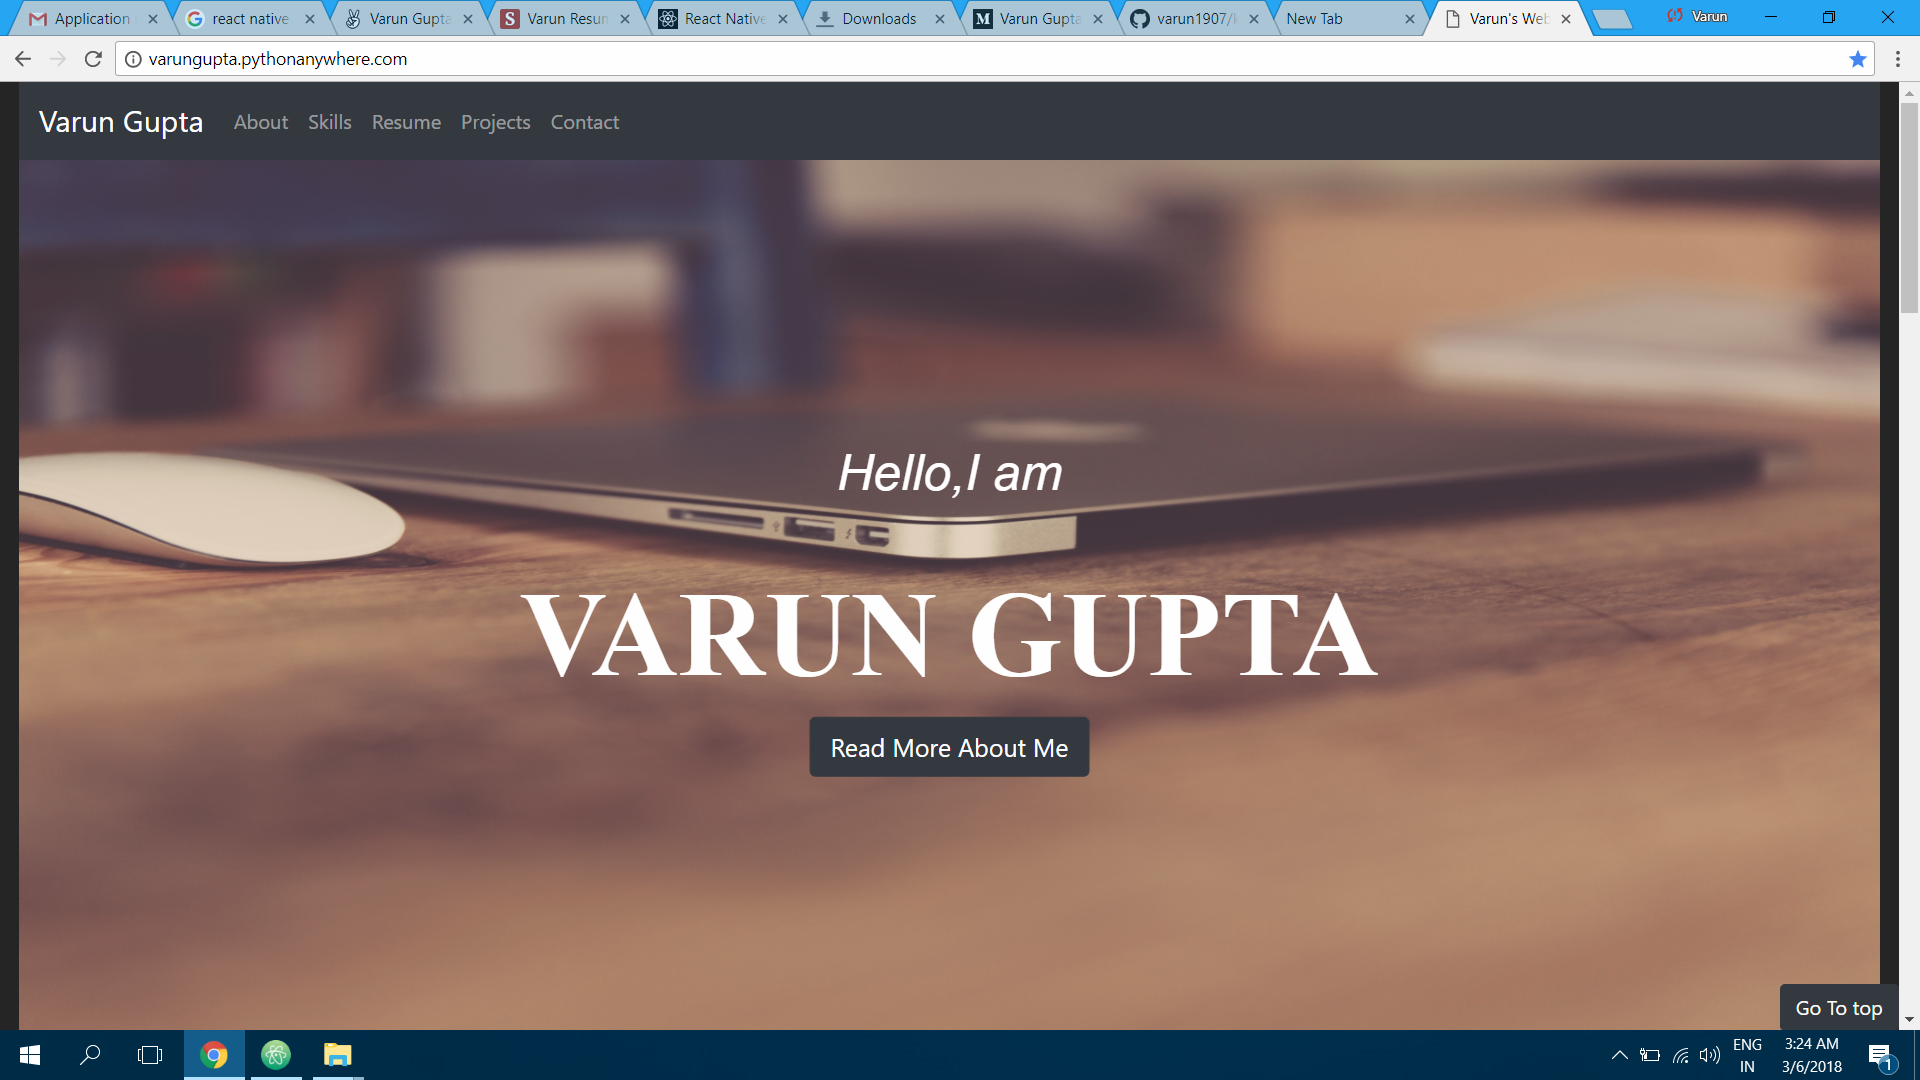 Application
react native
Varun Gupta
S Varun Resum
React Native
Downloads
M Varun Gupta
varun1907/
New Tab
Varun's Web
Varun
varungupta.pythonanywhere.com
Varun Gupta About Skills Resume Projects Contact
Hello,I am
VARUN GUPTA
Read More About Me
Go To top
ENG
IN
3:24 AM
3/6/2018
1